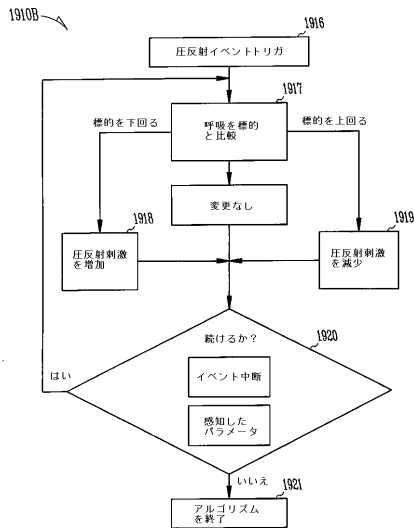 1910B
1916
圧反射イベントトリガ
1917
呼吸を標的
と比較
標的を下回る
標的を上回る
変更なし
1918
圧反射刺激
を増加
1919
圧反射刺激
を減少
続けるか?
1920
イベント中断
感知した
パラメータ
はい
いいえ
1921
アルゴリズム
を終了